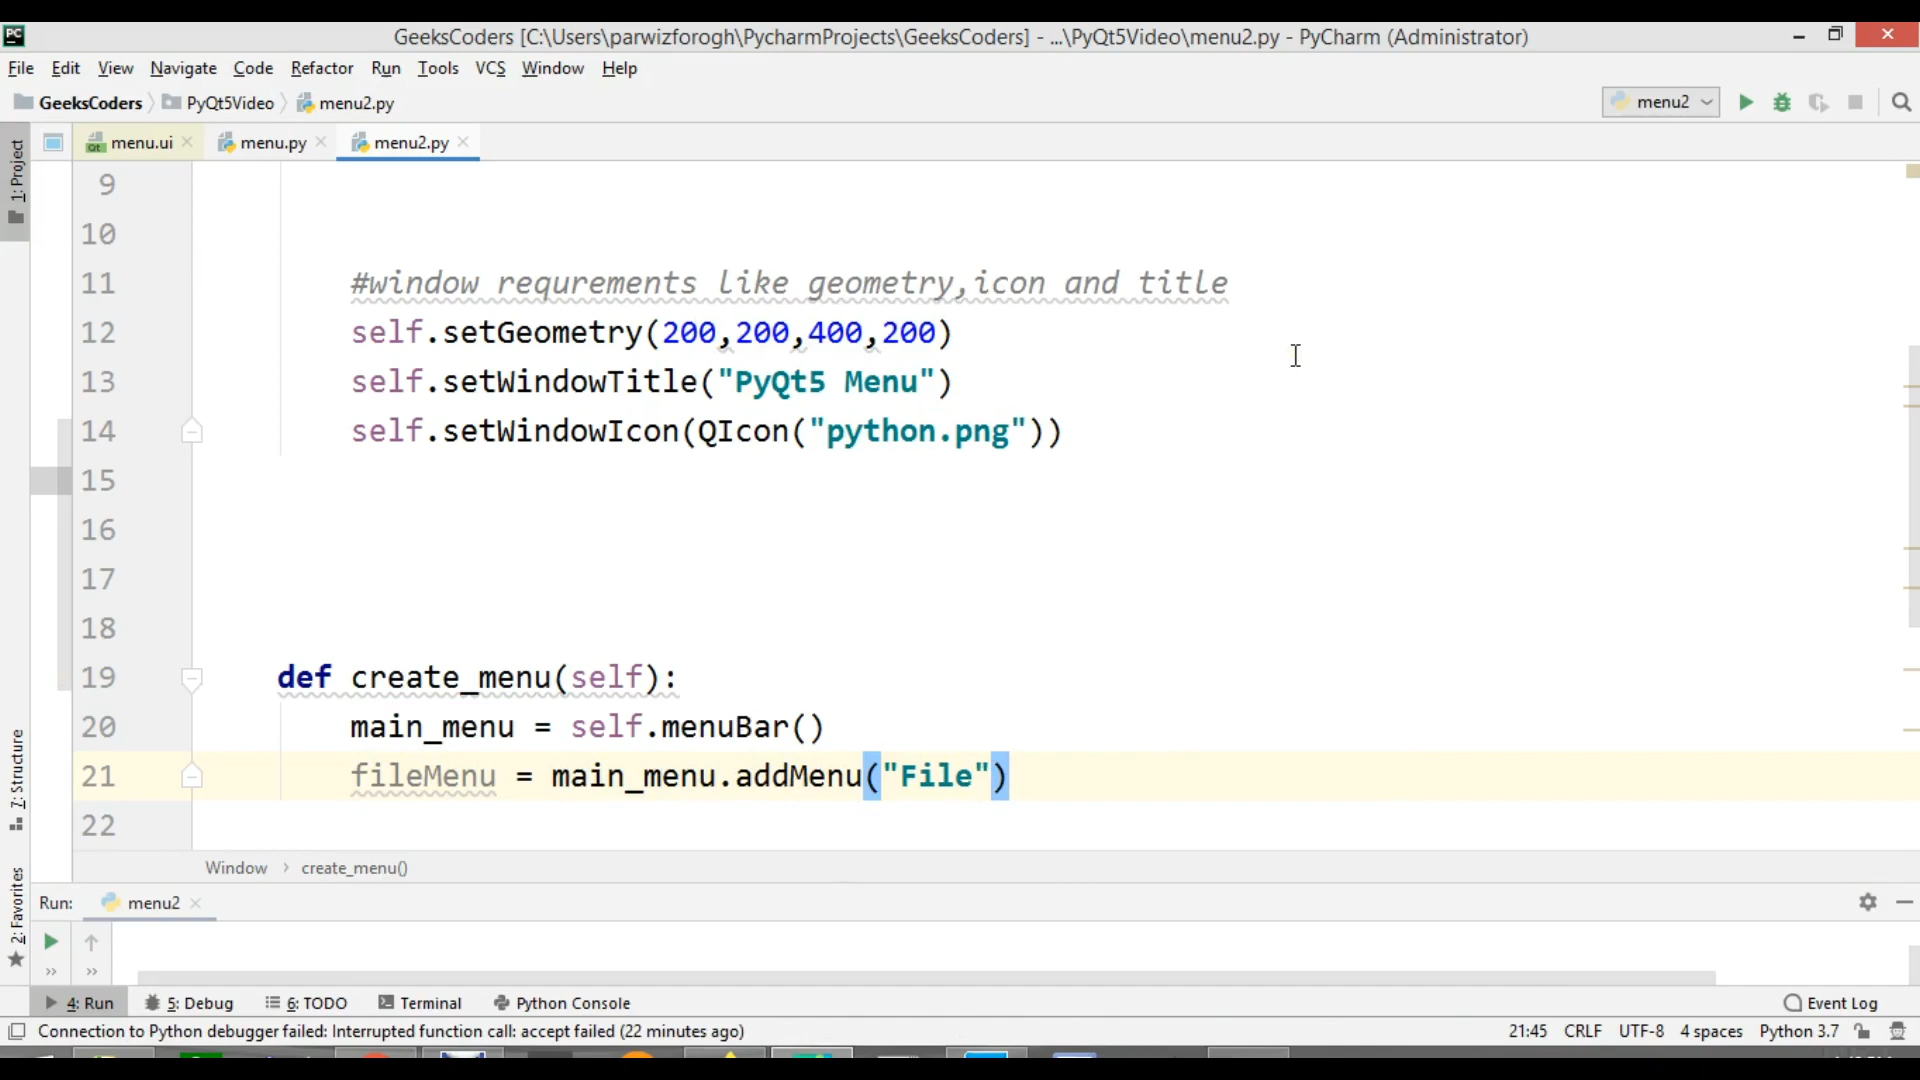 PC
GeeksCoders [C:\Users\parwizforogh\PycharmProjects\GeeksCoders] - ...\PyQt5Video\menu2.py - PyCharm (Administrator)
File Edit View Navigate Code Refactor Run Tools VCS Window Help
GeeksCoders PyQt5Video menu2.py
menu2
menu.ui menu.py menu2.py
1: Project
9
10
11 #window requrements like geometry,icon and title
12 self.setGeometry(200,200,400,200)
13 self.setWindowTitle("PyQt5 Menu")
14 self.setWindowIcon(QIcon("python.png"))
15
16
17
18
19 def create_menu(self):
20 main_menu = self.menuBar()
21 fileMenu = main_menu.addMenu("File")
22
7: Structure
2: Favorites
Window › create_menu()
Run: menu2
4: Run 5: Debug 6: TODO Terminal Python Console Event Log
Connection to Python debugger failed: Interrupted function call: accept failed (22 minutes ago) 21:45 CRLF UTF-8 4 spaces Python 3.7